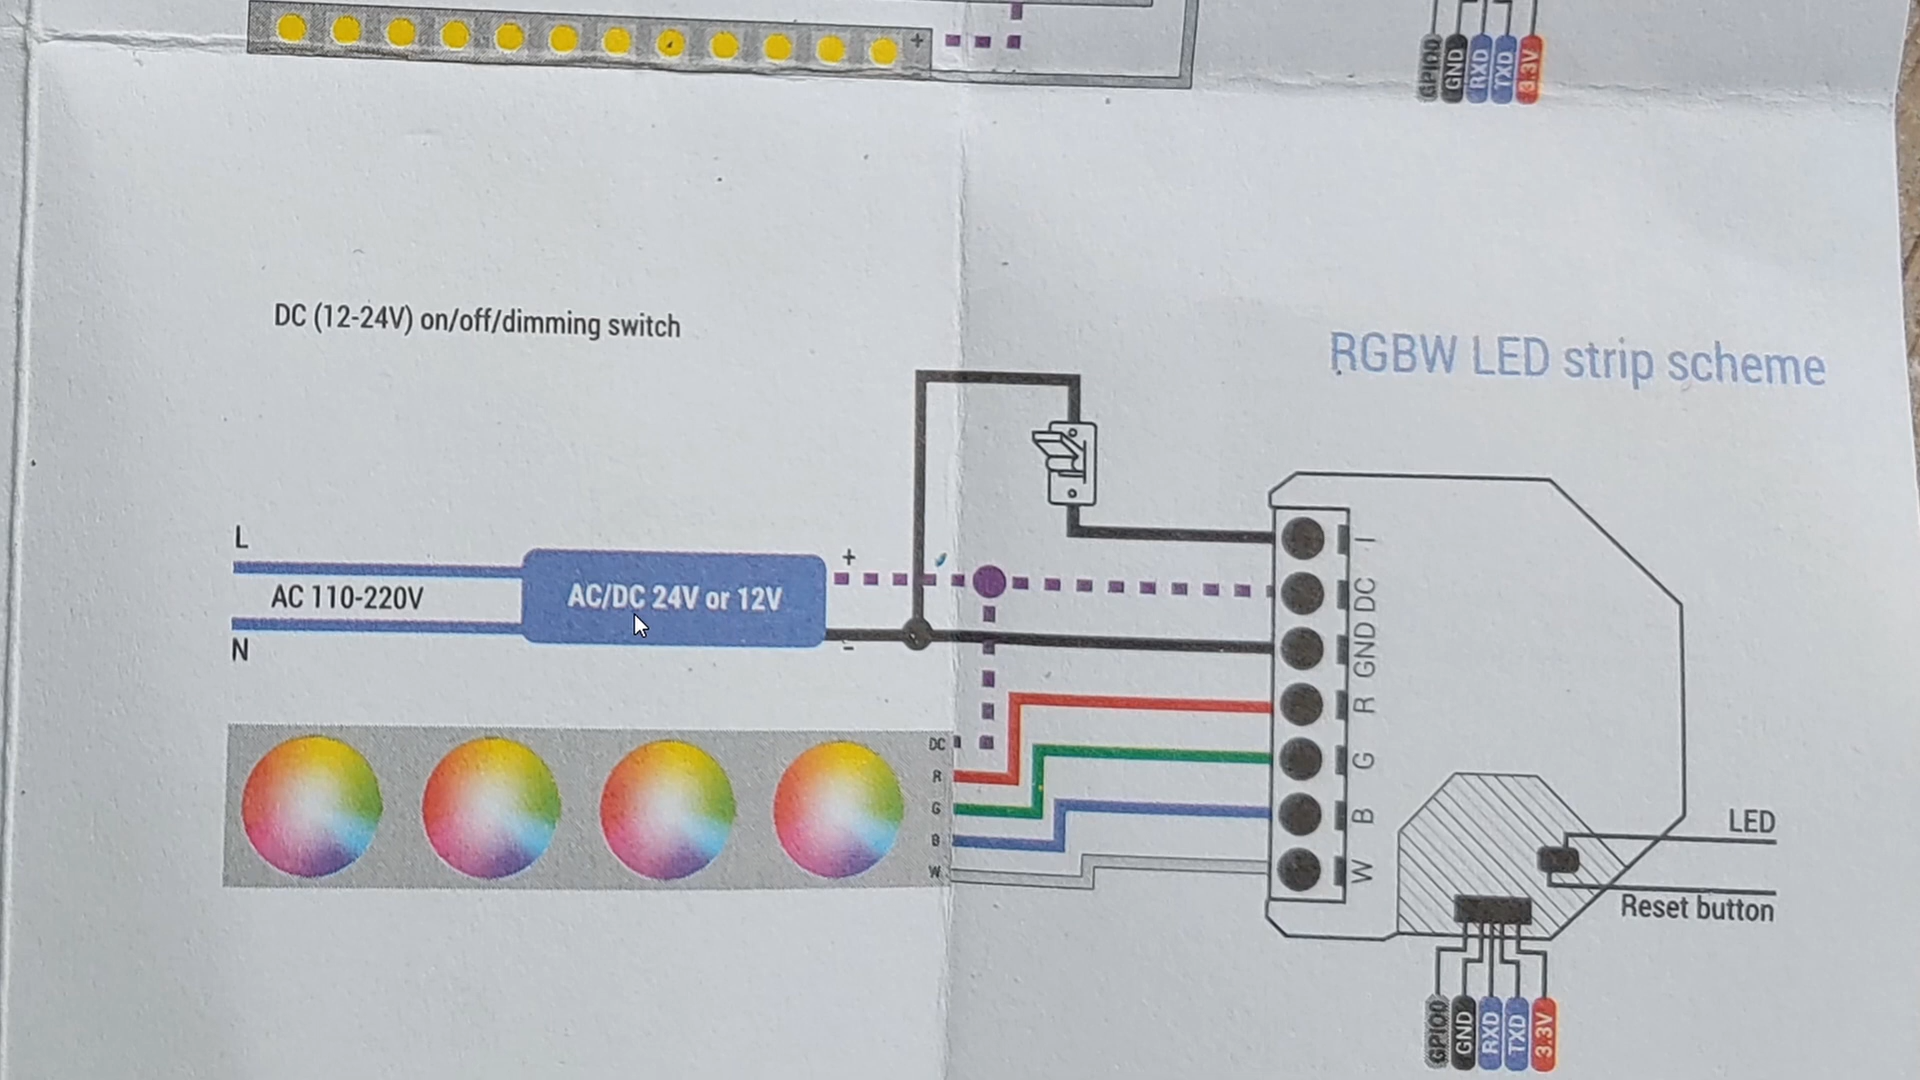 +
GPIO0
GND
RXD
TXD
3.3V
DC (12-24V) on/off/dimming switch
RGBW LED strip scheme
L
AC 110-220V
N
AC/DC 24V or 12V
+
-
I
DC
GND
R
G
B
W
DC
R
G
B
W
LED
Reset button
GPIO0
GND
RXD
TXD
3.3V